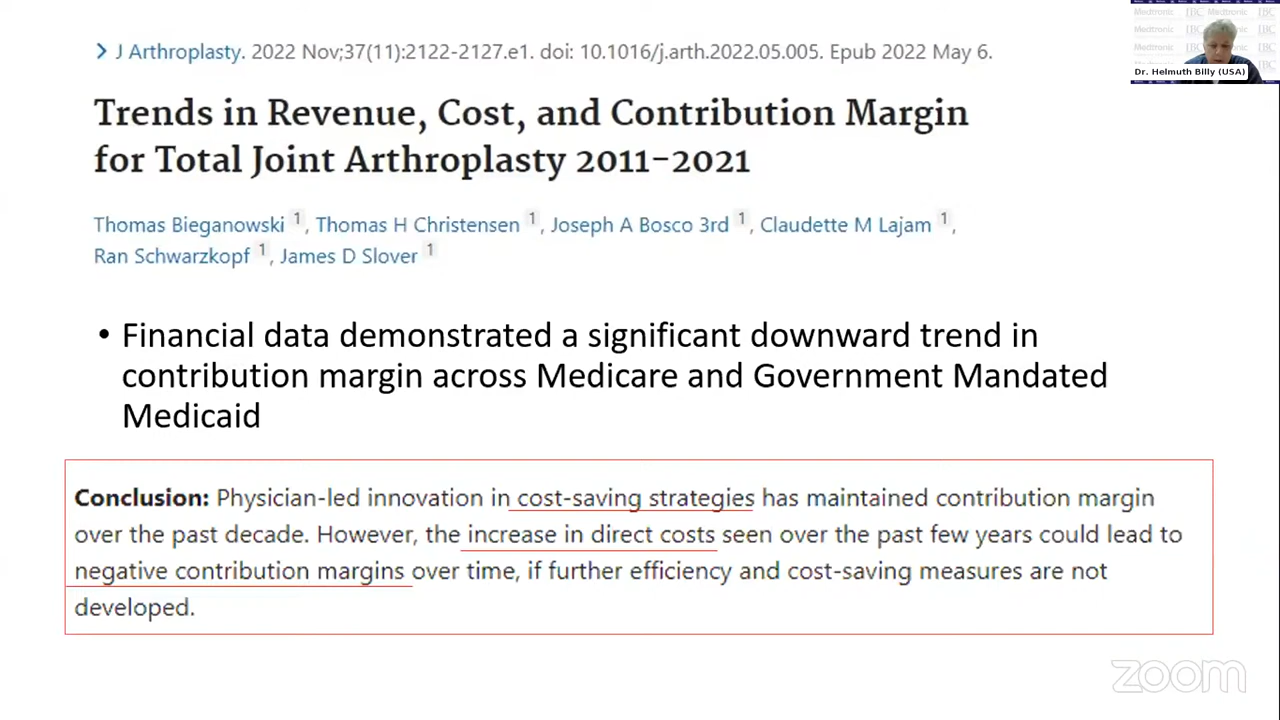 > J Arthroplasty. 2022 Nov;37(11):2122-2127.e1. doi: 10.1016/j.arth.2022.05.005. Epub 2022 May 6.
Trends in Revenue, Cost, and Contribution Margin
for Total Joint Arthroplasty 2011-2021
Thomas Bieganowski 1, Thomas H Christensen 1, Joseph A Bosco 3rd 1, Claudette M Lajam 1,
Ran Schwarzkopf 1, James D Slover 1
• Financial data demonstrated a significant downward trend in
contribution margin across Medicare and Government Mandated
Medicaid
Conclusion: Physician-led innovation in cost-saving strategies has maintained contribution margin
over the past decade. However, the increase in direct costs seen over the past few years could lead to
negative contribution margins over time, if further efficiency and cost-saving measures are not
developed.
Medtronic IBC Medtronic IBC
Dr. Helmuth Billy (USA)
zoom